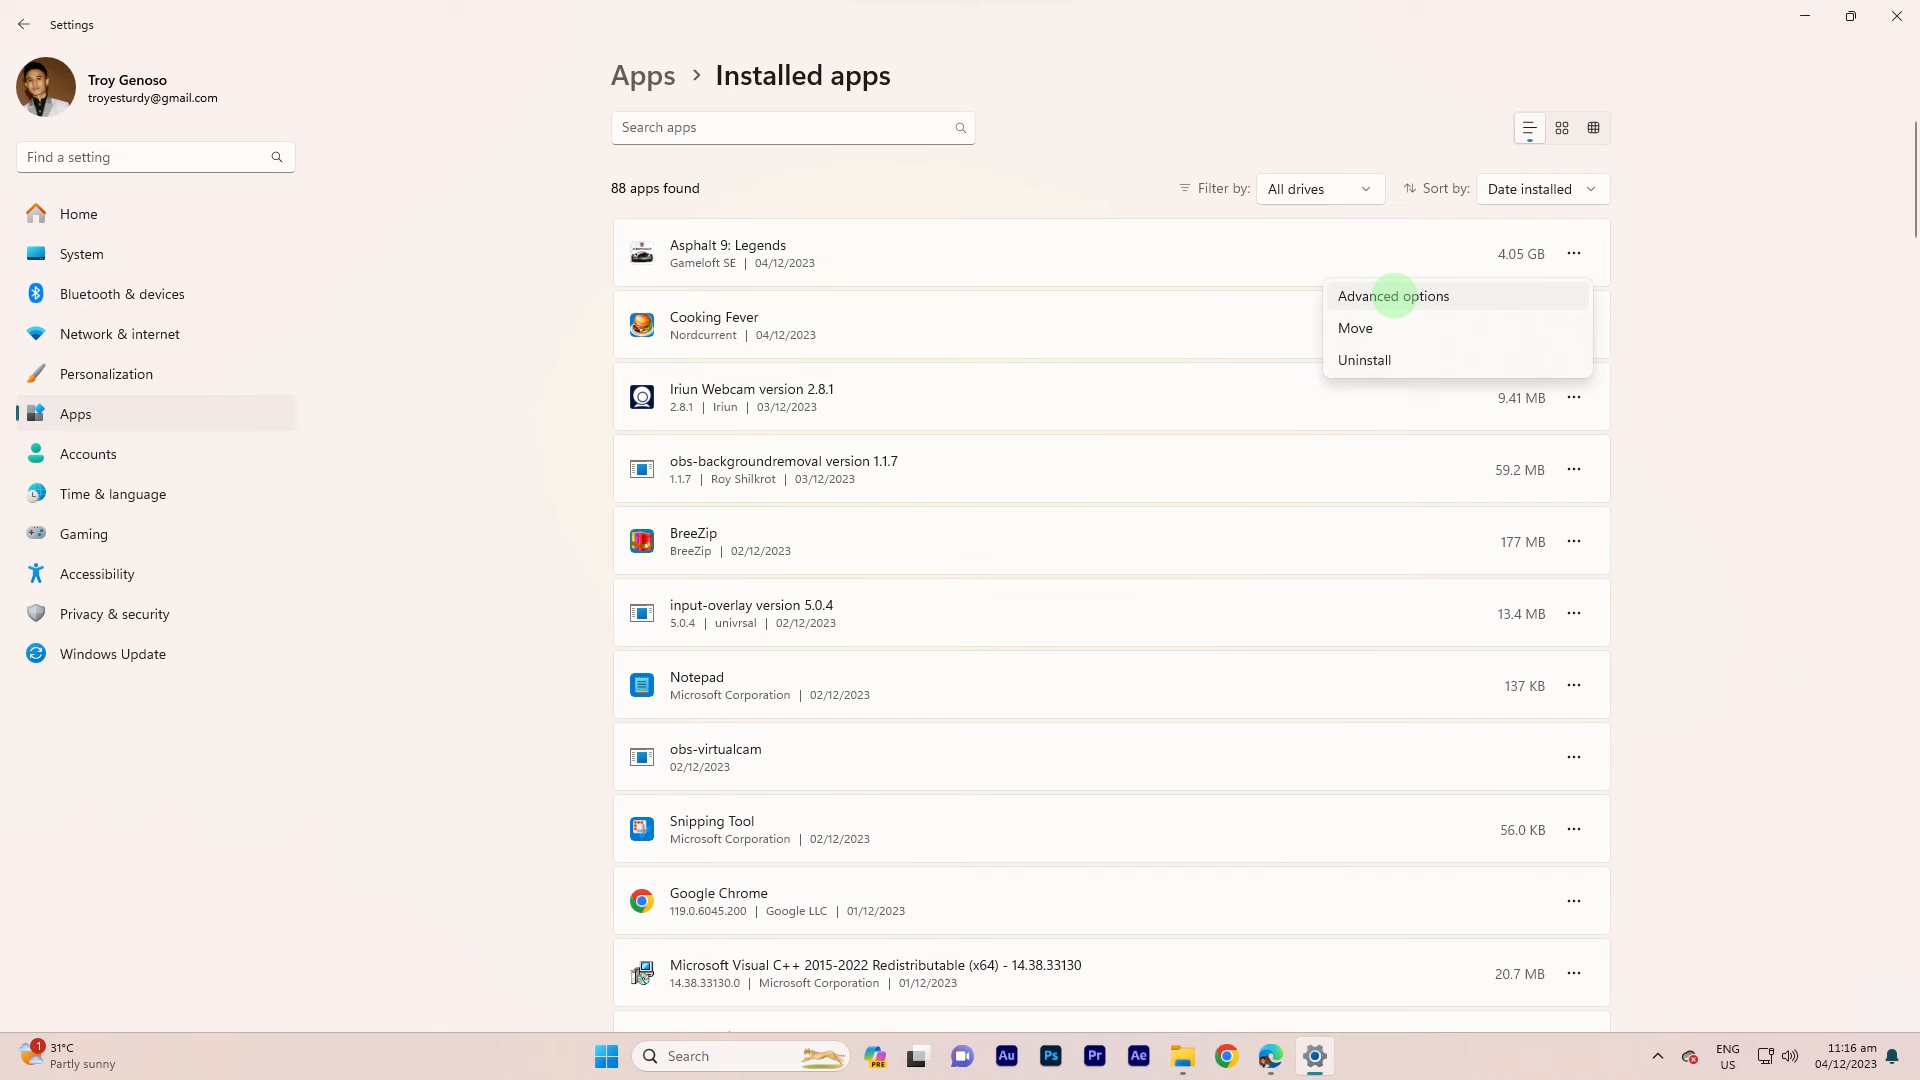 Settings
Troy Genoso
troyesturdy@gmail.com
Find a setting
Home
System
Bluetooth & devices
Network & internet
Personalization
Apps
Accounts
Time & language
Gaming
Accessibility
Privacy & security
Windows Update
Apps > Installed apps
Search apps
88 apps found
Filter by: All drives
Sort by: Date installed
Asphalt 9: Legends
Gameloft SE | 04/12/2023
4.05 GB
Advanced options
Move
Uninstall
Cooking Fever
Nordcurrent | 04/12/2023
Iriun Webcam version 2.8.1
2.8.1 | Iriun | 03/12/2023
9.41 MB
obs-backgroundremoval version 1.1.7
1.1.7 | Roy Shilkrot | 03/12/2023
59.2 MB
BreeZip
BreeZip | 02/12/2023
177 MB
input-overlay version 5.0.4
5.0.4 | univrsal | 02/12/2023
13.4 MB
Notepad
Microsoft Corporation | 02/12/2023
137 KB
obs-virtualcam
02/12/2023
Snipping Tool
Microsoft Corporation | 02/12/2023
56.0 KB
Google Chrome
119.0.6045.200 | Google LLC | 01/12/2023
Microsoft Visual C++ 2015-2022 Redistributable (x64) - 14.38.33130
14.38.33130.0 | Microsoft Corporation | 01/12/2023
20.7 MB
1
31°C
Partly sunny
Search
PRE
Au
Ps
Pr
Ae
ENG
US
11:16 am
04/12/2023